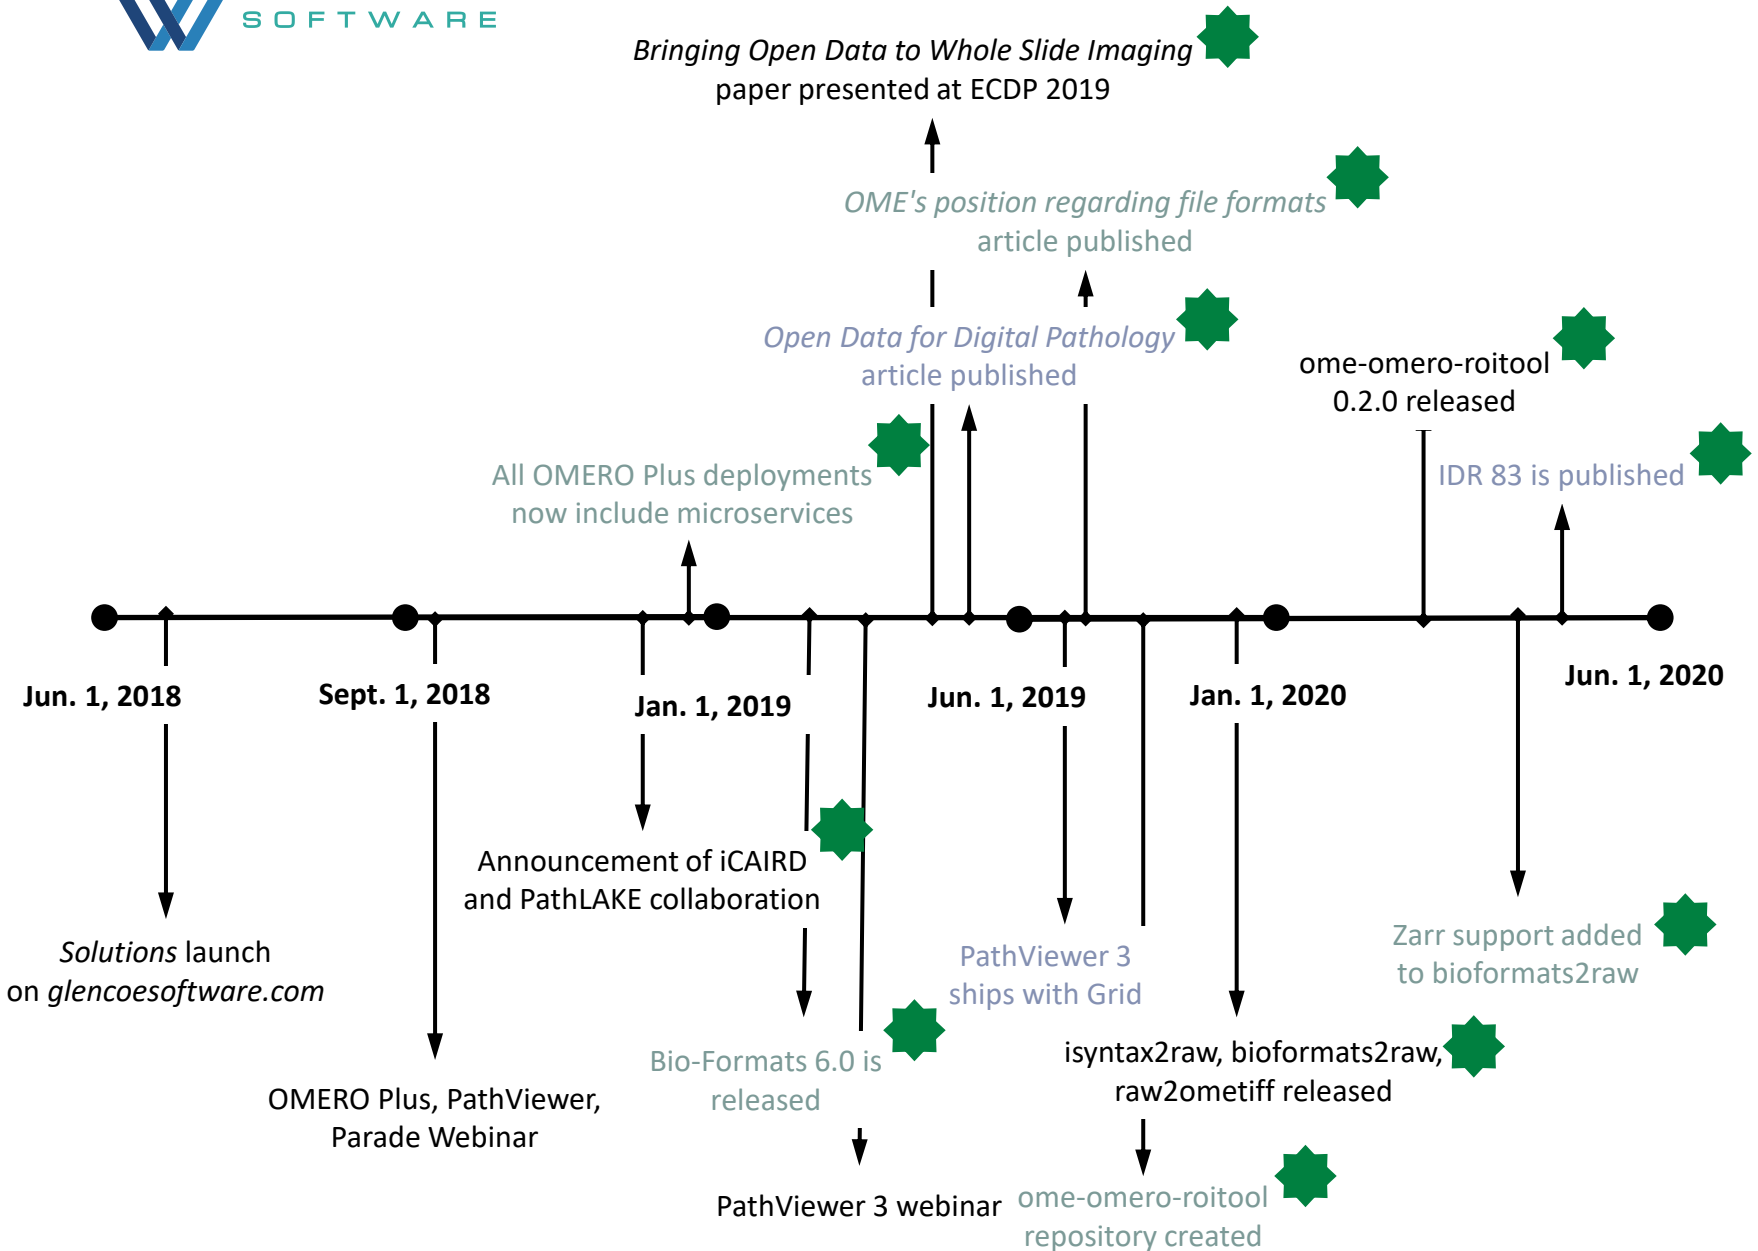 SOFTWARE
Bringing Open Data to Whole Slide Imaging
paper presented at ECDP 2019
OME's position regarding file formats
article published
Open Data for Digital Pathology
article published
ome-omero-roitool
0.2.0 released
All OMERO Plus deployments
now include microservices
IDR 83 is published
Jun. 1, 2018
Sept. 1, 2018
Jan. 1, 2019
Jun. 1, 2019
Jan. 1, 2020
Jun. 1, 2020
Announcement of iCAIRD
and PathLAKE collaboration
Solutions launch
on glencoesoftware.com
PathViewer 3
ships with Grid
Zarr support added
to bioformats2raw
Bio-Formats 6.0 is
released
isyntax2raw, bioformats2raw,
raw2ometiff released
OMERO Plus, PathViewer,
Parade Webinar
PathViewer 3 webinar
ome-omero-roitool
repository created